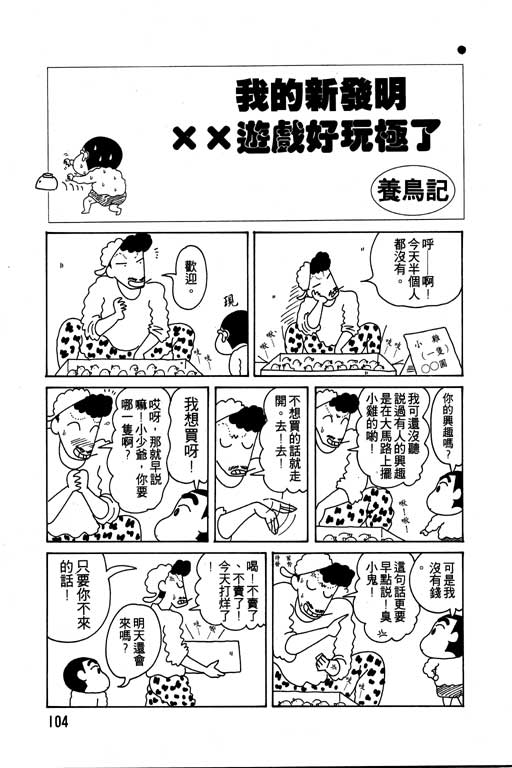 我的新發明
××遊戲好玩極了
養鳥記
呼——啊！
今天半個人
都沒有。
小雞
(一隻
○○圓
啾！
啾！
歡迎。
現
你的興趣嗎？
我可還沒聽
說過有人的興趣
是在大馬路上擺
小雞的喲！
啾！
啾！
不想買的話就走
開。去！去！
我想買呀！
哎呀，那就早說
嘛！小少爺，你要
哪一隻啊？
可是我
沒有錢
。
這句話更要
早點說！臭
小鬼！
喝！不賣了
、不賣了！
今天打烊了
！
明天還會
來嗎？
只要你不來
的話！
104